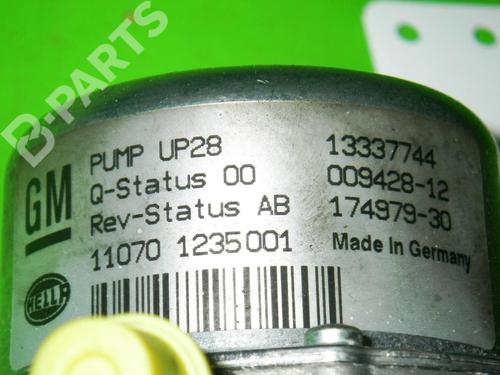 B-PARTS
GM
PUMP UP28 13337744
Q-Status 00 009428-12
Rev-Status AB 174979-30
11070 1235001 Made in Germany
HELLA